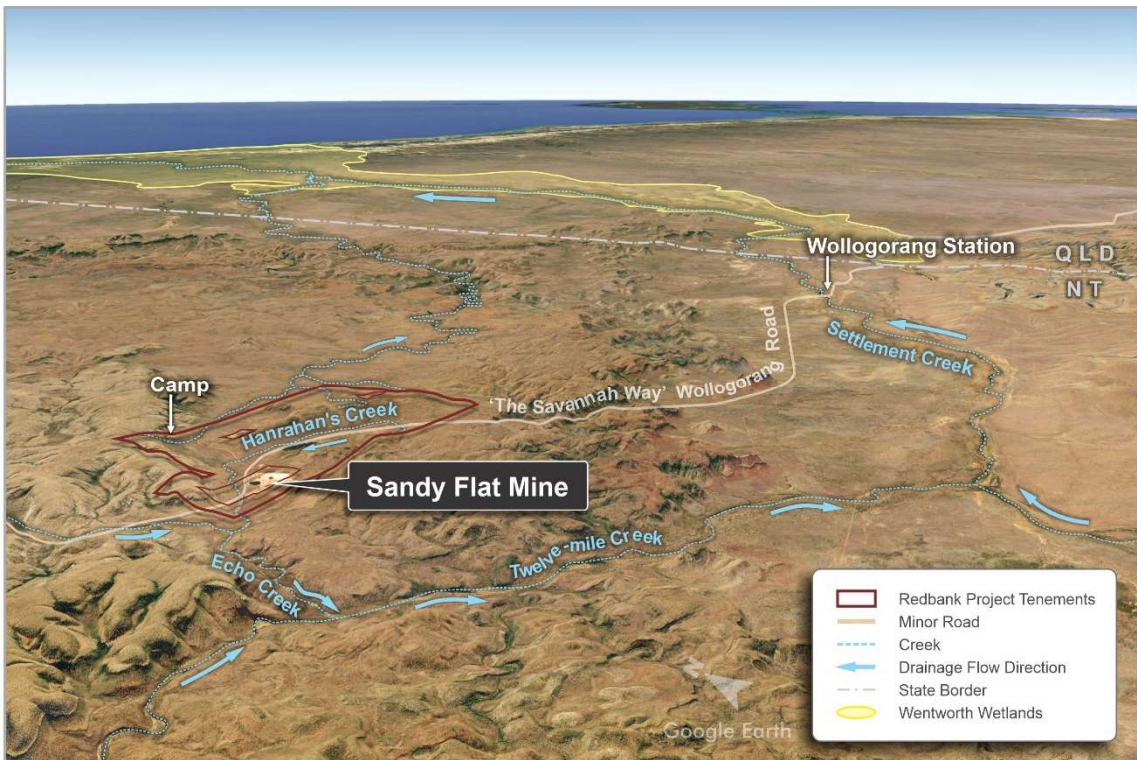 Wollogorang Station
QLD
NT
Settlement Creek
'The Savannah Way' Wollogorang Road
Camp
Hanrahan's Creek
Sandy Flat Mine
Twelve-mile Creek
Echo Creek
N
Google Earth
Redbank Project Tenements
Minor Road
Creek
Drainage Flow Direction
State Border
Wentworth Wetlands